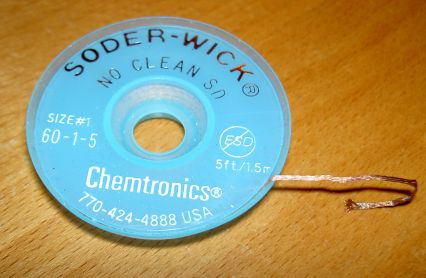 SODER-WICK®
NO CLEAN SD
SIZE#1
60-1-5
ESD
5ft/1.5m
Chemtronics®
770-424-4888 USA